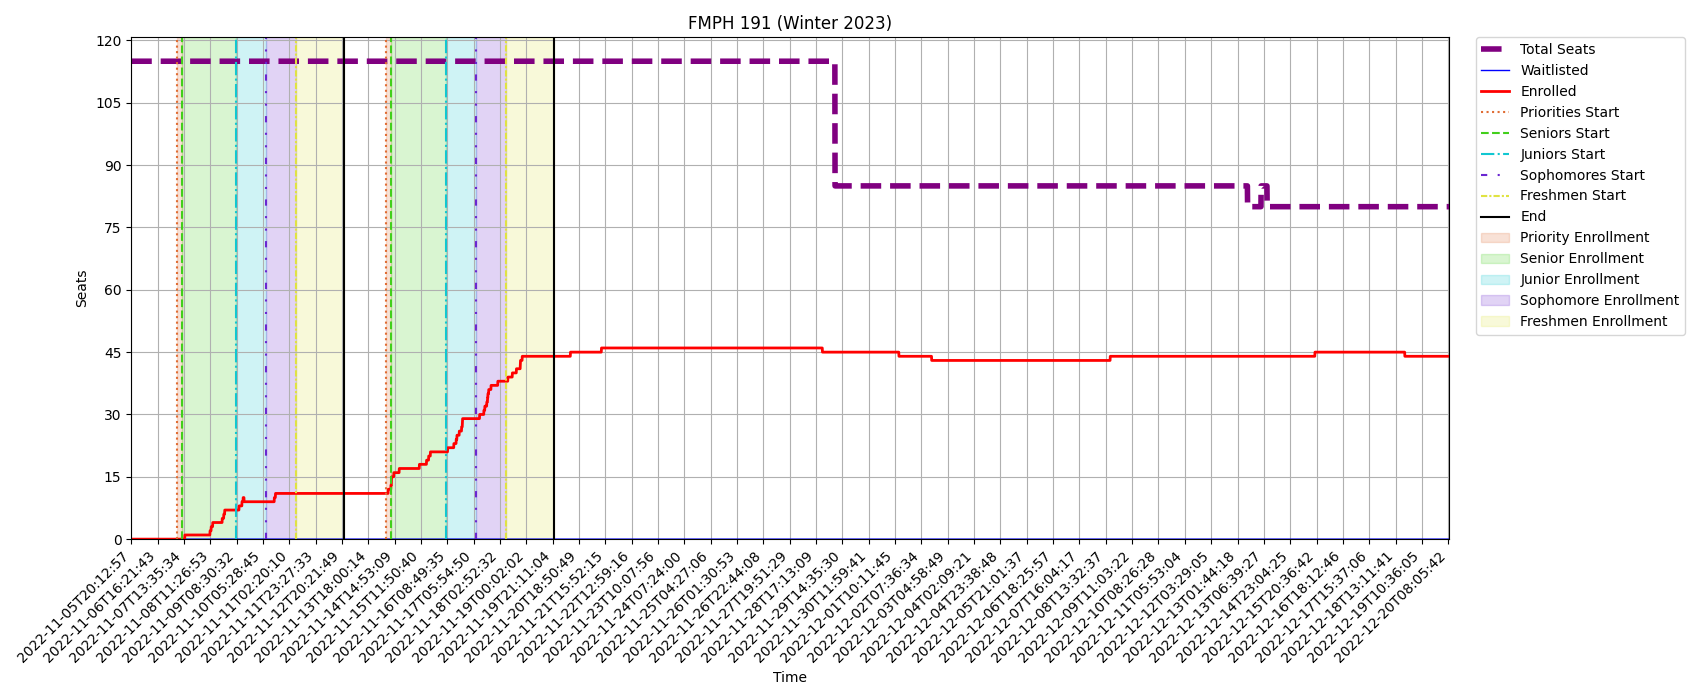 FMPH 191 (Winter 2023)
120
105
90
75
60
45
30
15
0
Seats
2022-11-05T20:12:57
2022-11-06T16:21:43
2022-11-07T13:35:34
2022-11-08T11:26:53
2022-11-09T08:30:32
2022-11-10T05:28:45
2022-11-11T02:20:10
2022-11-11T23:27:33
2022-11-12T20:21:49
2022-11-13T18:00:14
2022-11-14T14:53:09
2022-11-15T11:50:40
2022-11-16T08:49:35
2022-11-17T05:54:50
2022-11-18T02:52:32
2022-11-19T00:02:02
2022-11-19T21:11:04
2022-11-20T18:50:49
2022-11-21T15:52:15
2022-11-22T12:59:16
2022-11-23T10:07:56
2022-11-24T07:24:00
2022-11-25T04:27:06
2022-11-26T01:30:53
2022-11-26T22:44:08
2022-11-27T19:51:29
2022-11-28T17:13:09
2022-11-29T14:35:30
2022-11-30T11:59:41
2022-12-01T10:11:45
2022-12-02T07:36:34
2022-12-03T04:58:49
2022-12-04T02:09:21
2022-12-04T23:38:48
2022-12-05T21:01:37
2022-12-06T18:25:57
2022-12-07T16:04:17
2022-12-08T13:32:37
2022-12-09T11:03:22
2022-12-10T08:26:28
2022-12-11T05:53:04
2022-12-12T03:29:05
2022-12-13T01:44:18
2022-12-13T06:39:27
2022-12-14T23:04:25
2022-12-15T20:36:42
2022-12-16T18:12:46
2022-12-17T15:37:06
2022-12-18T13:11:41
2022-12-19T10:36:05
2022-12-20T08:05:42
Time
Total Seats
Waitlisted
Enrolled
Priorities Start
Seniors Start
Juniors Start
Sophomores Start
Freshmen Start
End
Priority Enrollment
Senior Enrollment
Junior Enrollment
Sophomore Enrollment
Freshmen Enrollment